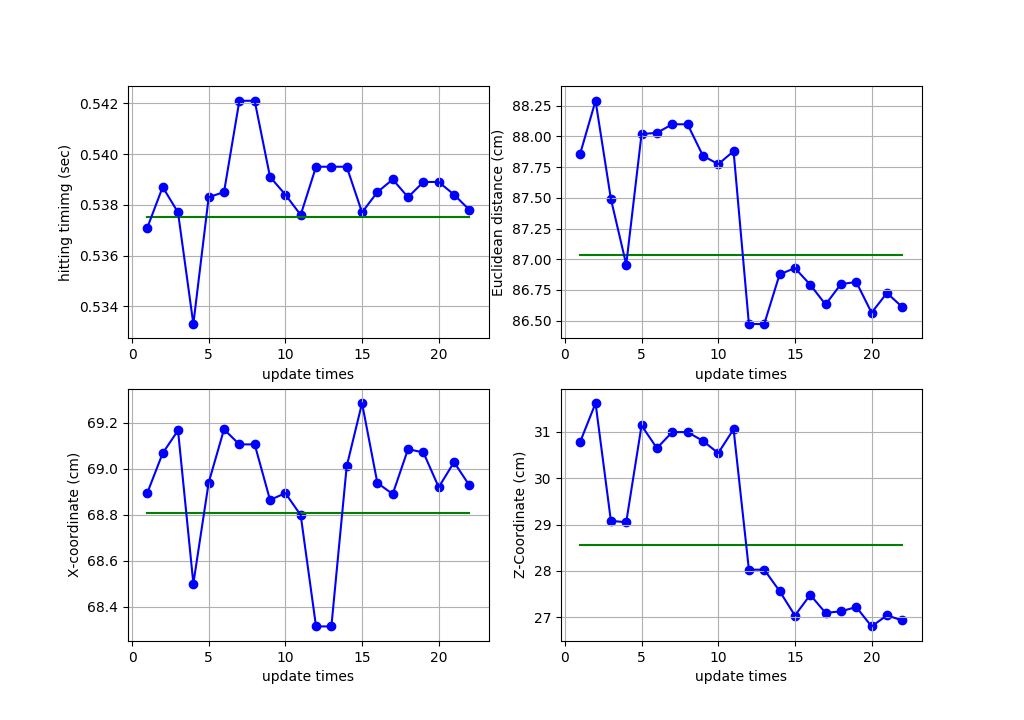 hitting timimg (sec)
0.542
0.540
0.538
0.536
0.534
0 5 10 15 20
update times
Euclidean distance (cm)
88.25
88.00
87.75
87.50
87.25
87.00
86.75
86.50
0 5 10 15 20
update times
X-coordinate (cm)
69.2
69.0
68.8
68.6
68.4
0 5 10 15 20
update times
Z-Coordinate (cm)
31
30
29
28
27
0 5 10 15 20
update times